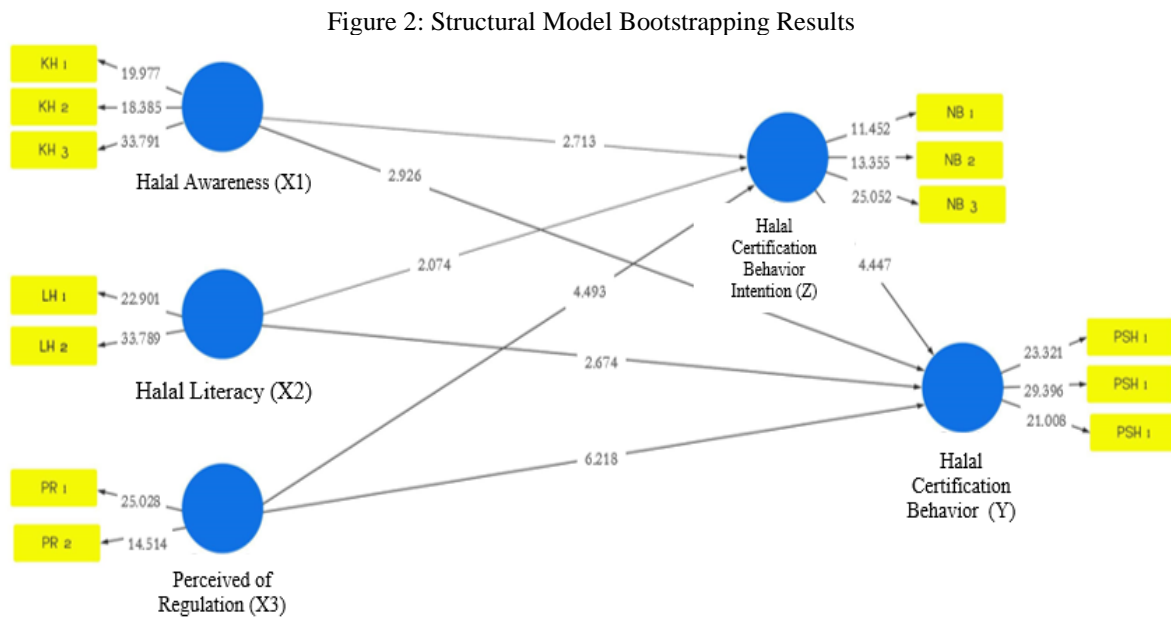 Figure 2: Structural Model Bootstrapping Results
KH 1
19.977
KH 2
18.385
KH 3
33.791
Halal Awareness (X1)
2.713
2.926
NB 1
11.452
NB 2
13.355
NB 3
25.052
Halal
Certification
Behavior
Intention (Z)
2.074
4.493
4.447
LH 1
22.901
LH 2
33.789
Halal Literacy (X2)
2.674
PSH 1
23.321
PSH 1
29.396
PSH 1
21.008
Halal
Certification
Behavior (Y)
6.218
PR 1
25.028
PR 2
14.514
Perceived of
Regulation (X3)